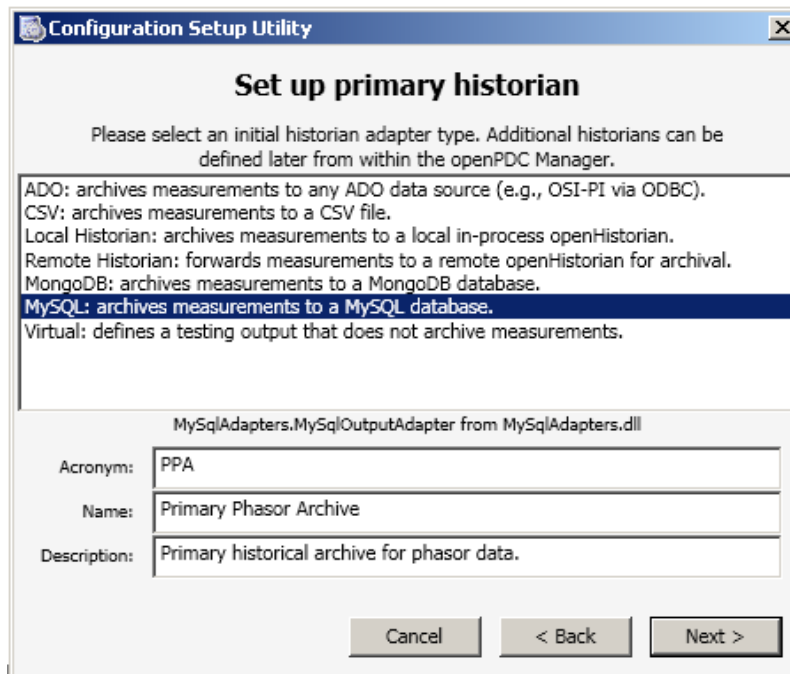 Configuration Setup Utility
Set up primary historian
Please select an initial historian adapter type. Additional historians can be
defined later from within the openPDC Manager.
ADO: archives measurements to any ADO data source (e.g., OSI-PI via ODBC).
CSV: archives measurements to a CSV file.
Local Historian: archives measurements to a local in-process openHistorian.
Remote Historian: forwards measurements to a remote openHistorian for archival.
MongoDB: archives measurements to a MongoDB database.
MySQL: archives measurements to a MySQL database.
Virtual: defines a testing output that does not archive measurements.
MySqlAdapters.MySqlOutputAdapter from MySqlAdapters.dll
Acronym: PPA
Name: Primary Phasor Archive
Description: Primary historical archive for phasor data.
Cancel < Back Next >